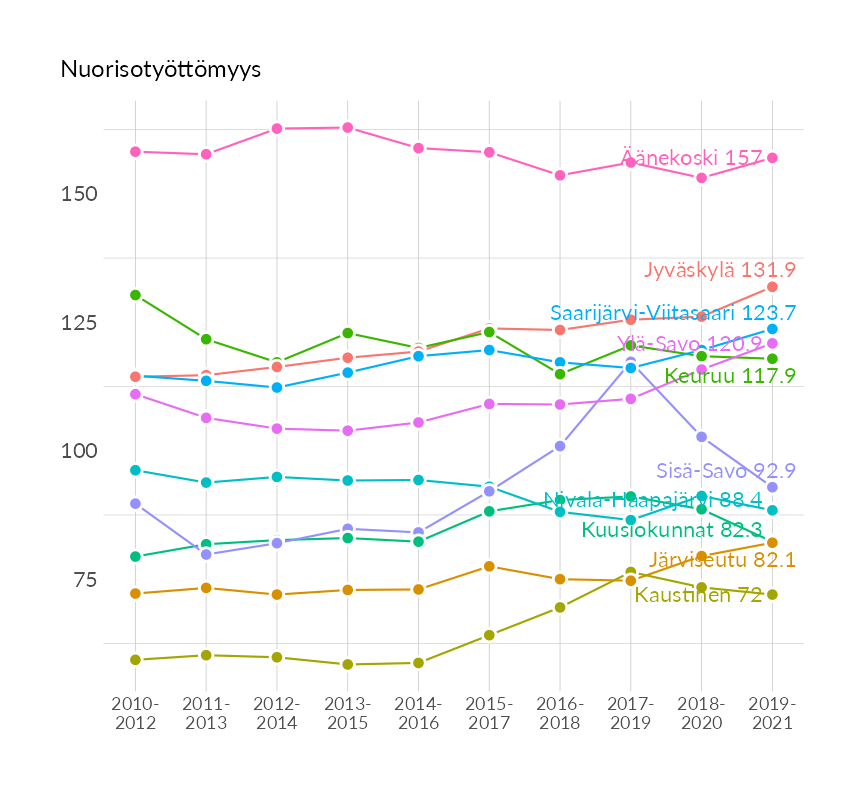 Nuorisotyöttömyys
Äänekoski 157
150
Jyväskylä 131.9
Saarijärvi-Viitasaari 123.7
125
Ylä-Savo 120.9
Keuruu 117.9
100
Sisä-Savo 92.9
Nivala-Haapajärvi 88.4
Kuusiokunnat 82.3
Järviseutu 82.1
75
Kaustinen 72
2010- 2011- 2012- 2013- 2014- 2015- 2016- 2017- 2018- 2019-
2012 2013 2014 2015 2016 2017 2018 2019 2020 2021